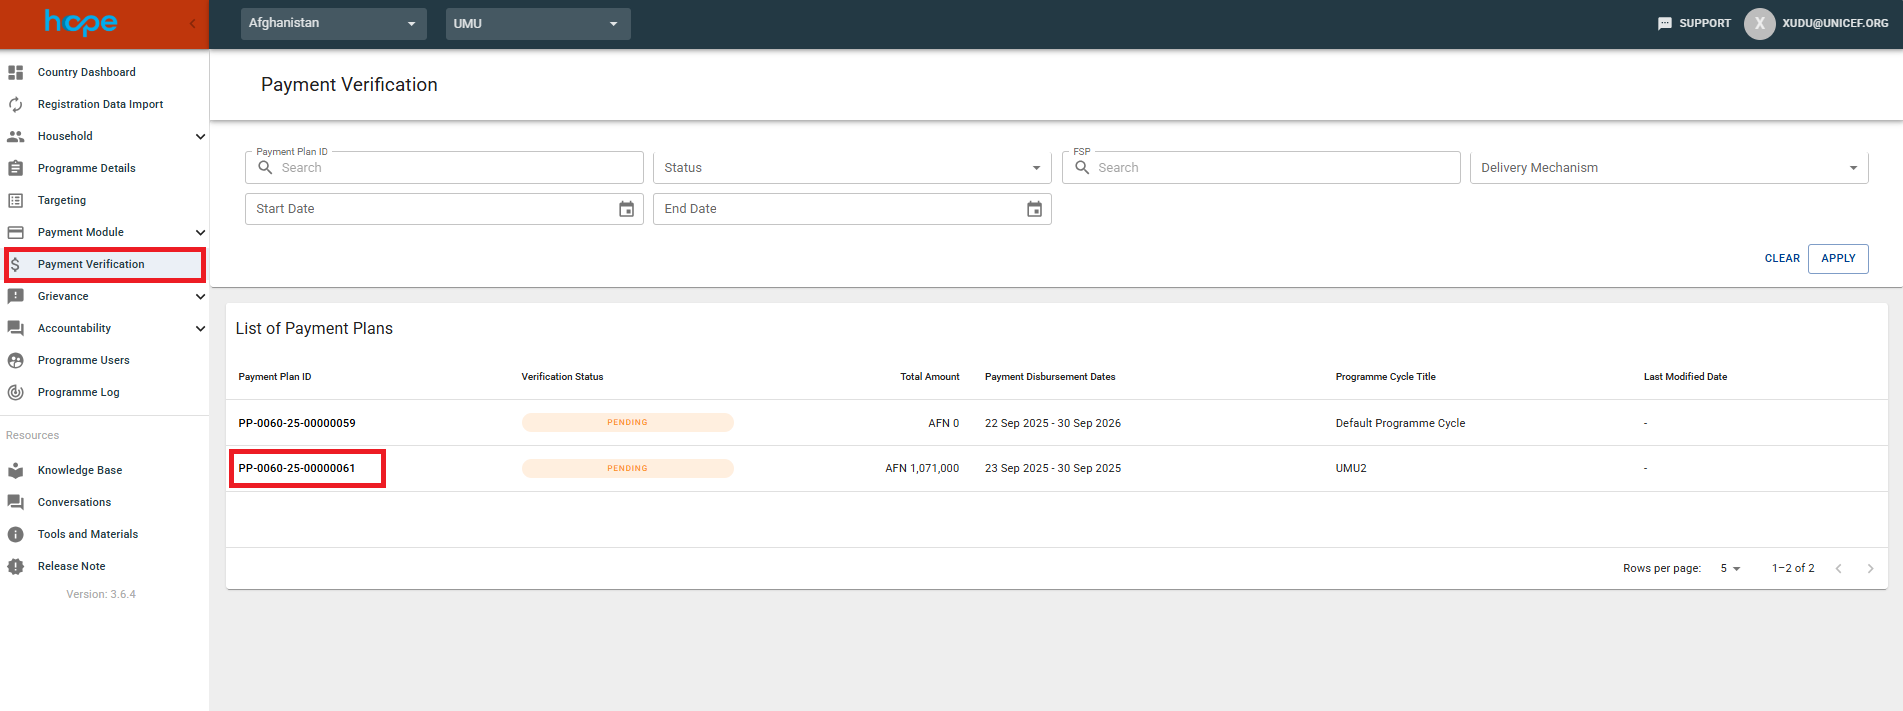 hope
Afghanistan
UMU
SUPPORT
X
XUDU@UNICEF.ORG
Country Dashboard
Registration Data Import
Household
Programme Details
Targeting
Payment Module
Payment Verification
Grievance
Accountability
Programme Users
Programme Log
Resources
Knowledge Base
Conversations
Tools and Materials
Release Note
Version: 3.6.4
Payment Verification
Payment Plan ID
Search
Status
FSP
Search
Delivery Mechanism
Start Date
End Date
CLEAR
APPLY
List of Payment Plans
Payment Plan ID Verification Status Total Amount Payment Disbursement Dates Programme Cycle Title Last Modified Date
PP-0060-25-00000059 PENDING AFN 0 22 Sep 2025 - 30 Sep 2026 Default Programme Cycle -
PP-0060-25-00000061 PENDING AFN 1,071,000 23 Sep 2025 - 30 Sep 2025 UMU2 -
Rows per page: 5 1–2 of 2